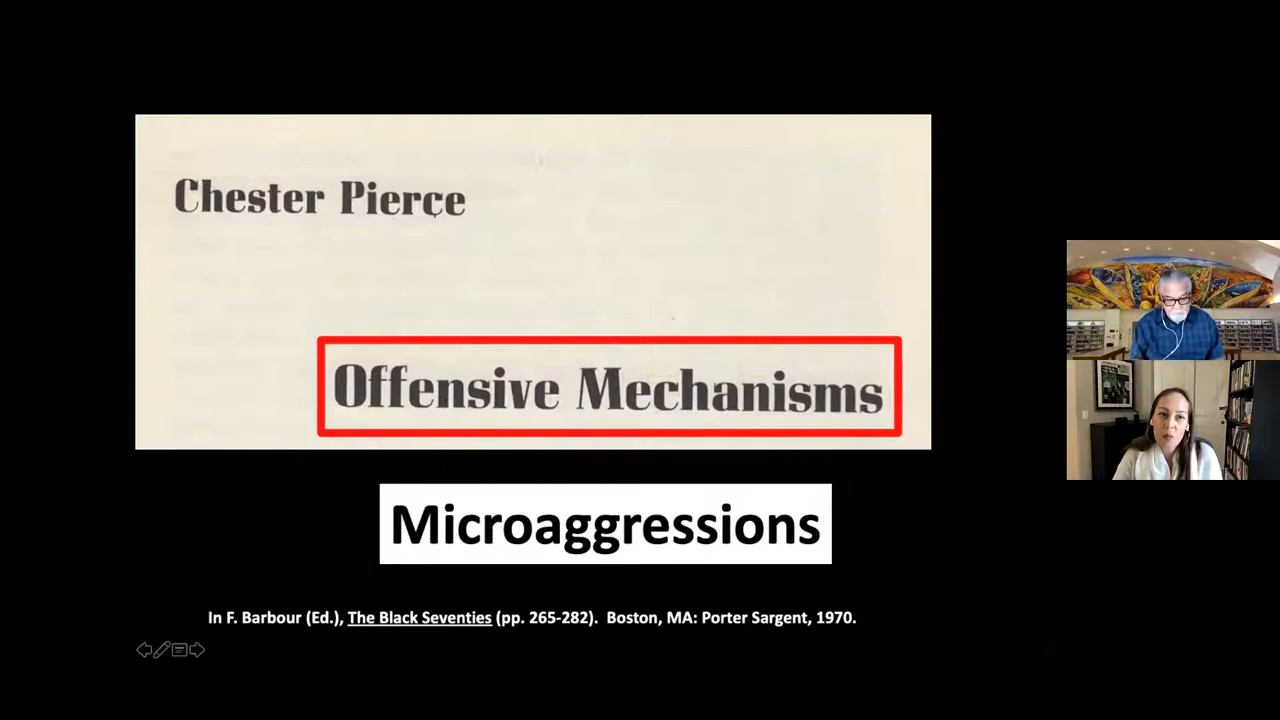 Chester Pierce
Offensive Mechanisms
Microaggressions
In F. Barbour (Ed.), The Black Seventies (pp. 265-282).  Boston, MA: Porter Sargent, 1970.